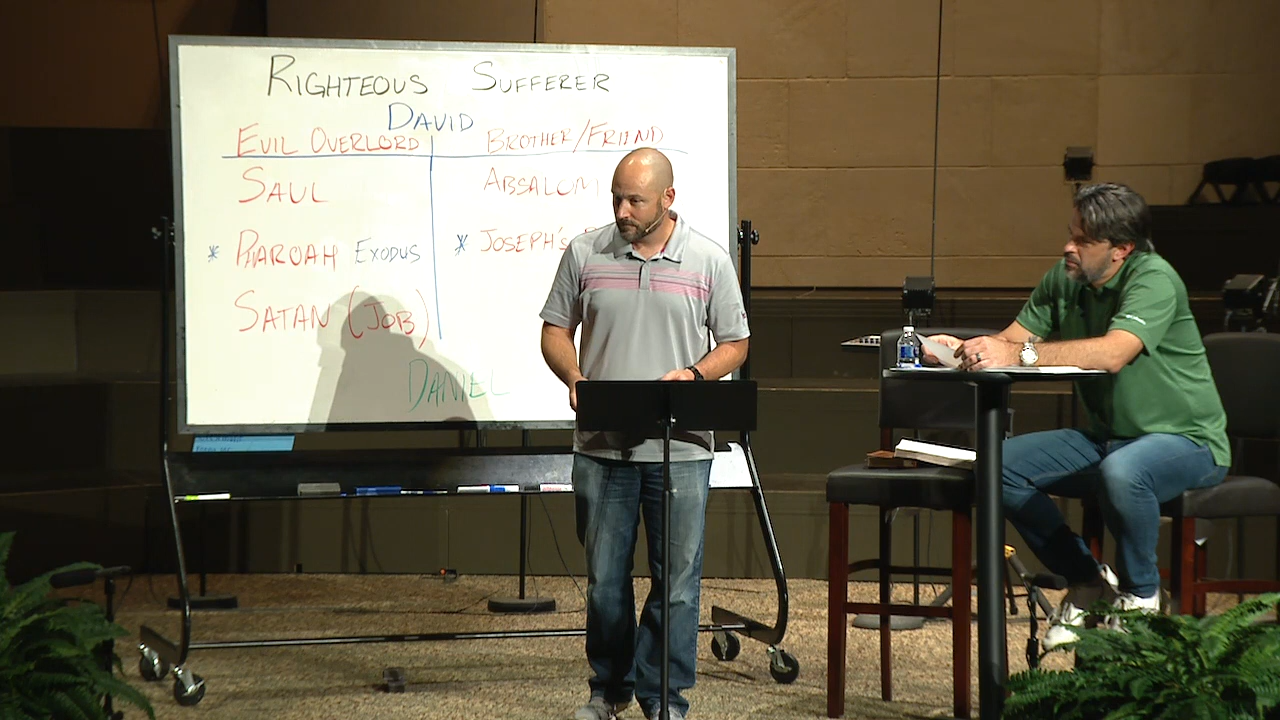 RIGHTEOUS SUFFERER
DAVID
EVIL OVERLORD BROTHER/FRIEND
SAUL ABSALOM
* PHAROAH EXODUS * JOSEPH'S
SATAN (JOB)
DANIEL